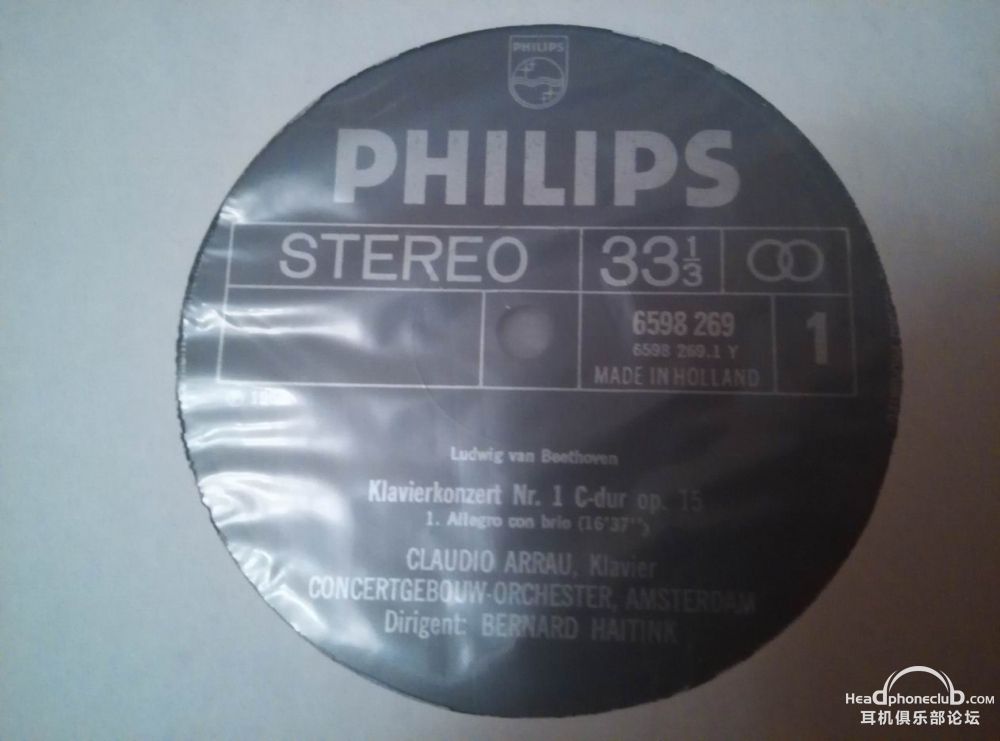 PHILIPS
PHILIPS
STEREO
33 1/3
6598 269
6598 269.1 Y
MADE IN HOLLAND
1
Ludwig van Beethoven
Klavierkonzert Nr. 1 C-dur op. 15
1. Allegro con brio (16'37'')
CLAUDIO ARRAU, Klavier
CONCERTGEBOUW-ORCHESTER, AMSTERDAM
Dirigent: BERNARD HAITINK
Headphoneclub.com
耳机俱乐部论坛